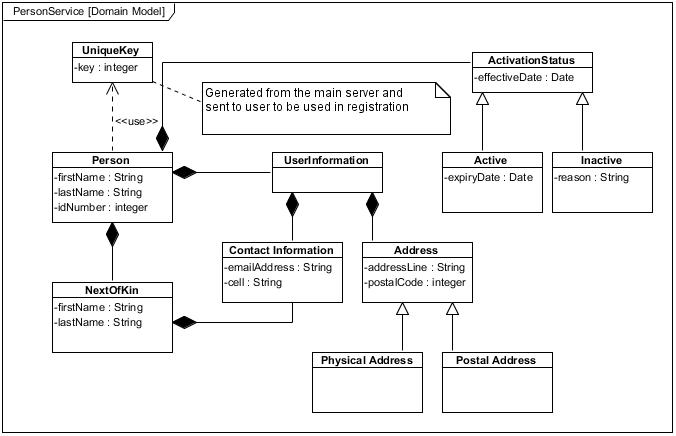 PersonService [Domain Model]
UniqueKey
-key : integer
Generated from the main server and
sent to user to be used in registration
ActivationStatus
-effectiveDate : Date
<<use>>
Person
-firstName : String
-lastName : String
-idNumber : integer
UserInformation
Active
-expiryDate : Date
Inactive
-reason : String
Contact Information
-emailAddress : String
-cell : String
Address
-addressLine : String
-postalCode : integer
NextOfKin
-firstName : String
-lastName : String
Physical Address
Postal Address